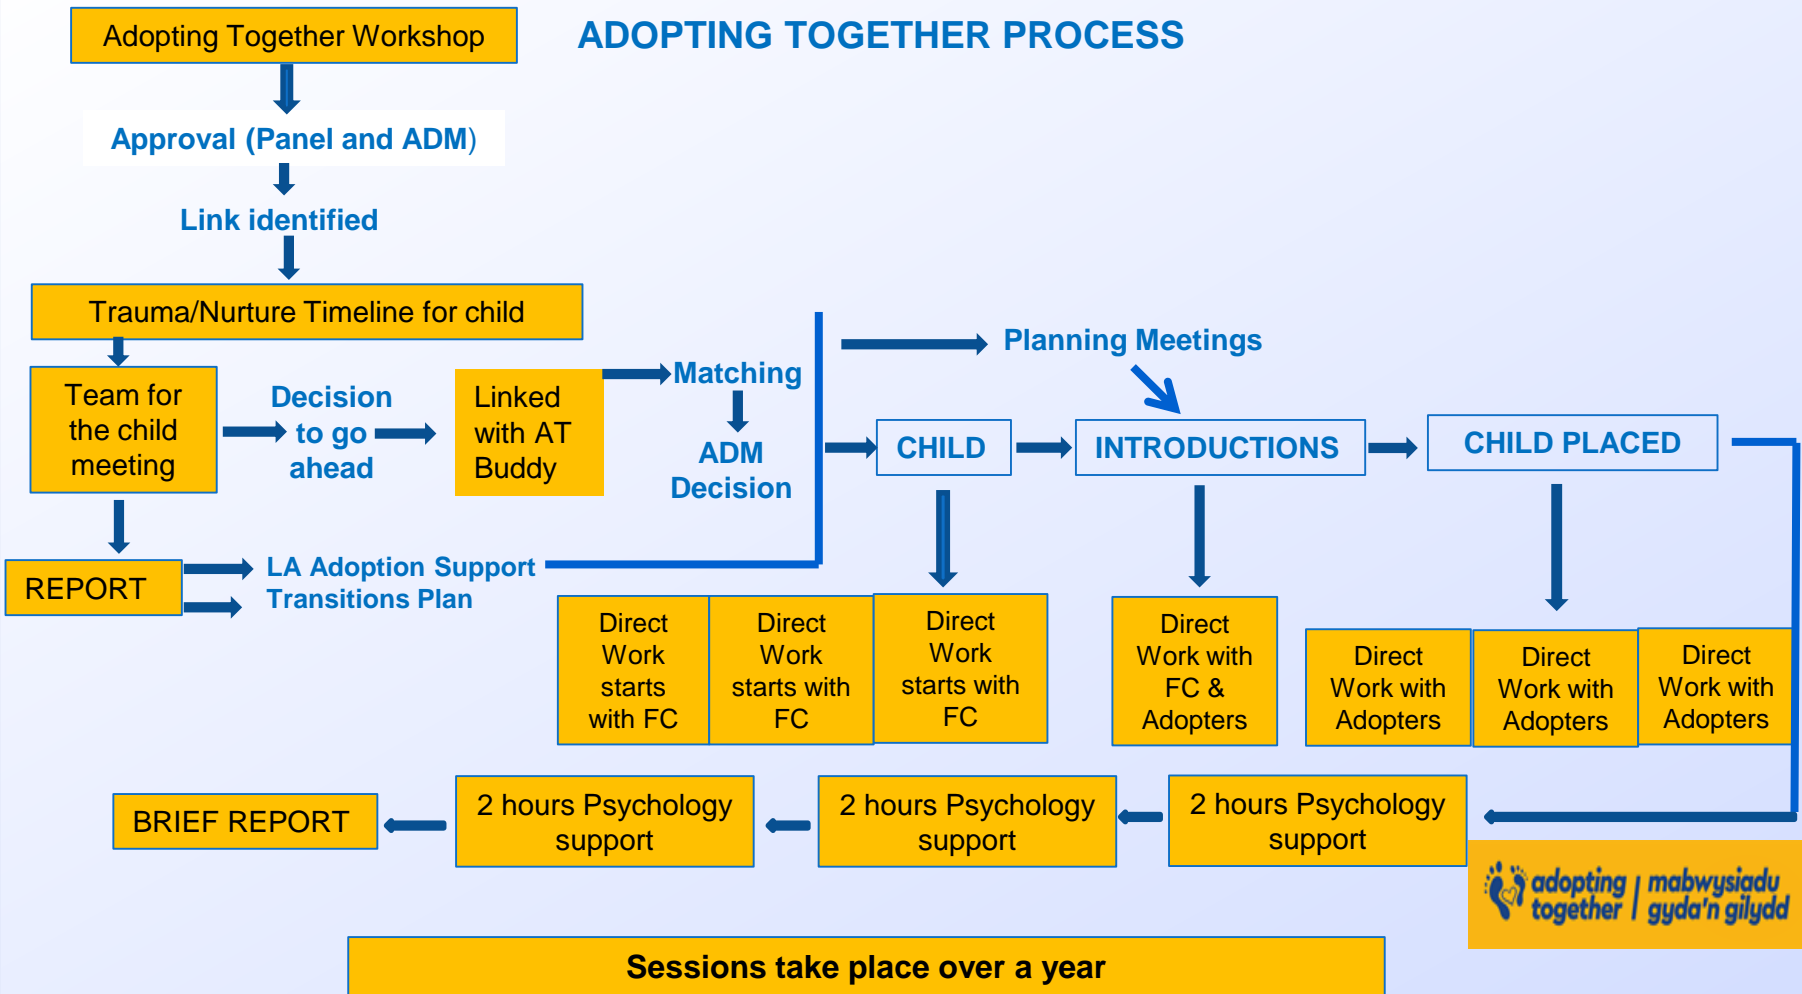 Adopting Together Workshop
ADOPTING TOGETHER PROCESS
Approval (Panel and ADM)
Link identified
Trauma/Nurture Timeline for child
Team for
the child
meeting
Decision
to go
ahead
Linked
with AT
Buddy
Matching
ADM
Decision
Planning Meetings
CHILD
INTRODUCTIONS
CHILD PLACED
REPORT
LA Adoption Support
Transitions Plan
Direct
Work
starts
with FC
Direct
Work
starts with
FC
Direct
Work
starts with
FC
Direct
Work with
FC &
Adopters
Direct
Work with
Adopters
Direct
Work with
Adopters
Direct
Work with
Adopters
BRIEF REPORT
2 hours Psychology
support
2 hours Psychology
support
2 hours Psychology
support
adopting
together
mabwysiadu
gyda'n gilydd
Sessions take place over a year